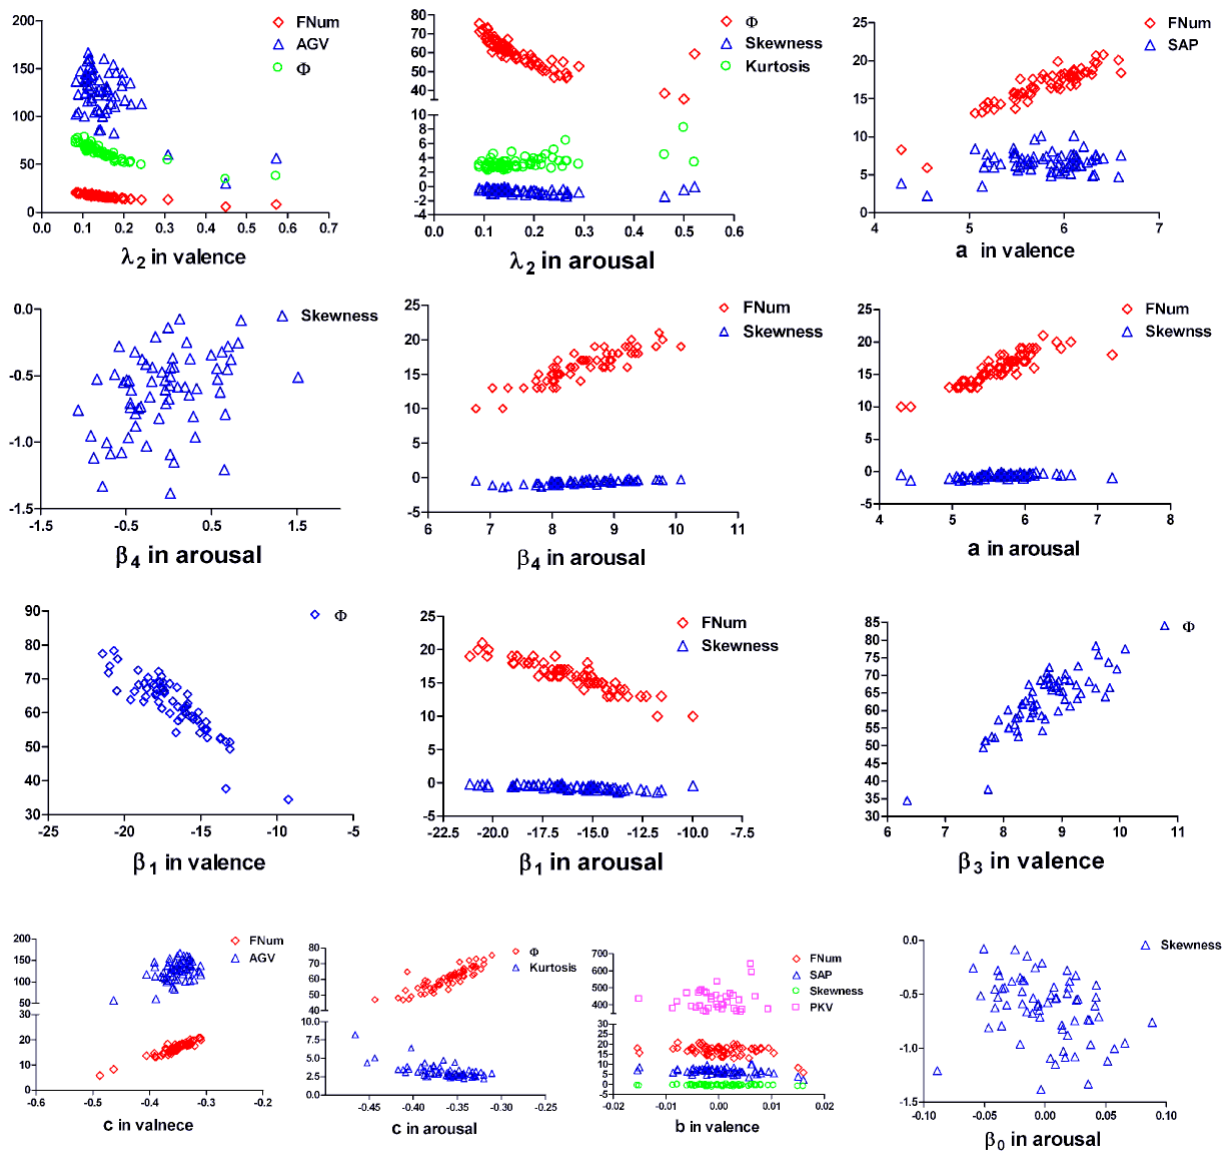 200
150
100
50
0
0.0 0.1 0.2 0.3 0.4 0.5 0.6 0.7
FNum
AGV
Φ
λ2 in valence
80
70
60
50
40
10
8
6
4
2
0
-2
-4
0.0 0.1 0.2 0.3 0.4 0.5 0.6
Φ
Skewness
Kurtosis
λ2 in arousal
25
20
15
10
5
0
4 5 6 7
FNum
SAP
a in valence
0.0
-0.5
-1.0
-1.5
-1.5 -0.5 0.5 1.5
Skewness
β4 in arousal
25
20
15
10
5
0
-5
6 7 8 9 10 11
FNum
Skewness
β4 in arousal
25
20
15
10
5
0
-5
4 5 6 7 8
FNum
Skewnss
a in arousal
90
80
70
60
50
40
30
-25 -20 -15 -10 -5
Φ
β1 in valence
25
20
15
10
5
0
-5
-22.5 -20.0 -17.5 -15.0 -12.5 -10.0 -7.5
FNum
Skewness
β1 in arousal
85
80
75
70
65
60
55
50
45
40
35
30
6 7 8 9 10 11
Φ
β3 in valence
200
150
100
50
30
20
10
0
-0.6 -0.5 -0.4 -0.3 -0.2
FNum
AGV
c in valnece
80
70
60
50
40
10.0
7.5
5.0
2.5
0.0
-0.45 -0.35 -0.30 -0.25
Φ
Kurtosis
c in arousal
700
600
500
400
30
25
20
15
10
5
0
-5
-0.02 -0.01 0.00 0.01 0.02
FNum
SAP
Skewness
PKV
b in valence
0.0
-0.5
-1.0
-1.5
-0.10 -0.05 0.00 0.05 0.10
Skewness
β0 in arousal